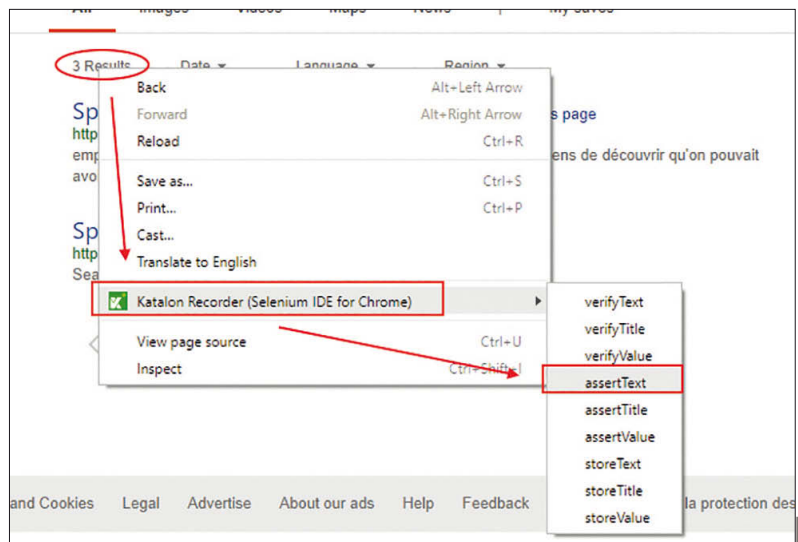 All Images Videos Maps News My saves
3 Results Date Language Region
Back Alt+Left Arrow
Sp
Forward Alt+Right Arrow
s page
http
Reload Ctrl+R
emp
ens de découvrir qu'on pouvait
avo
Save as... Ctrl+S
Print... Ctrl+P
Sp
Cast...
http
Translate to English
Sea
Katalon Recorder (Selenium IDE for Chrome)
verifyText
verifyTitle
View page source Ctrl+U
verifyValue
Inspect Ctrl+Shift+I
assertText
assertTitle
assertValue
storeText
storeTitle
storeValue
and Cookies Legal Advertise About our ads Help Feedback
la protection des